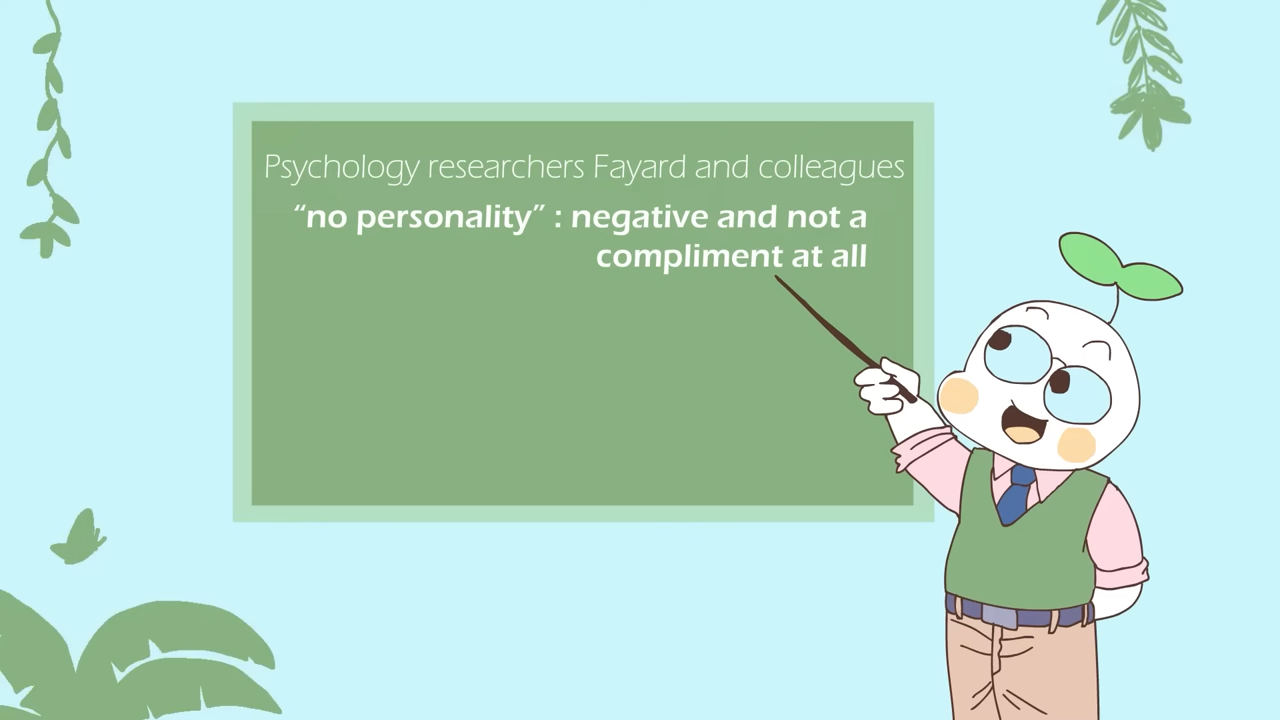 Psychology researchers Fayard and colleagues
“no personality” : negative and not a
compliment at all